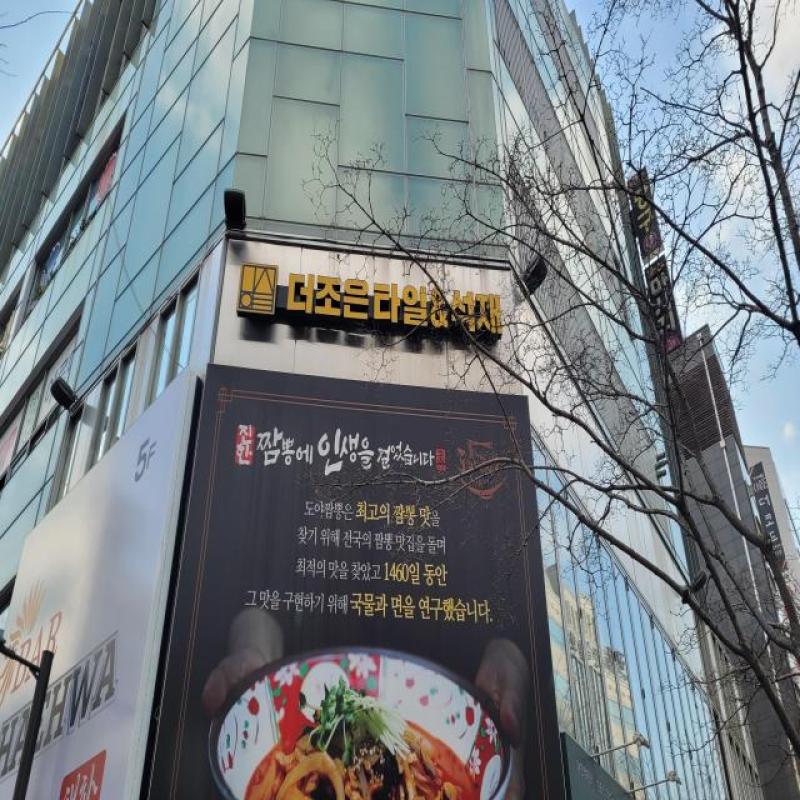 더조은타일&석재
진한 짬뽕에 인생을 걸었습니다
도야짬뽕은 최고의 짬뽕 맛을
찾기 위해 전국의 짬뽕 맛집을 돌며
최적의 맛을 찾았고 1460일 동안
그 맛을 구현하기 위해 국물과 면을 연구했습니다.
5F
BAR
HAEHWA